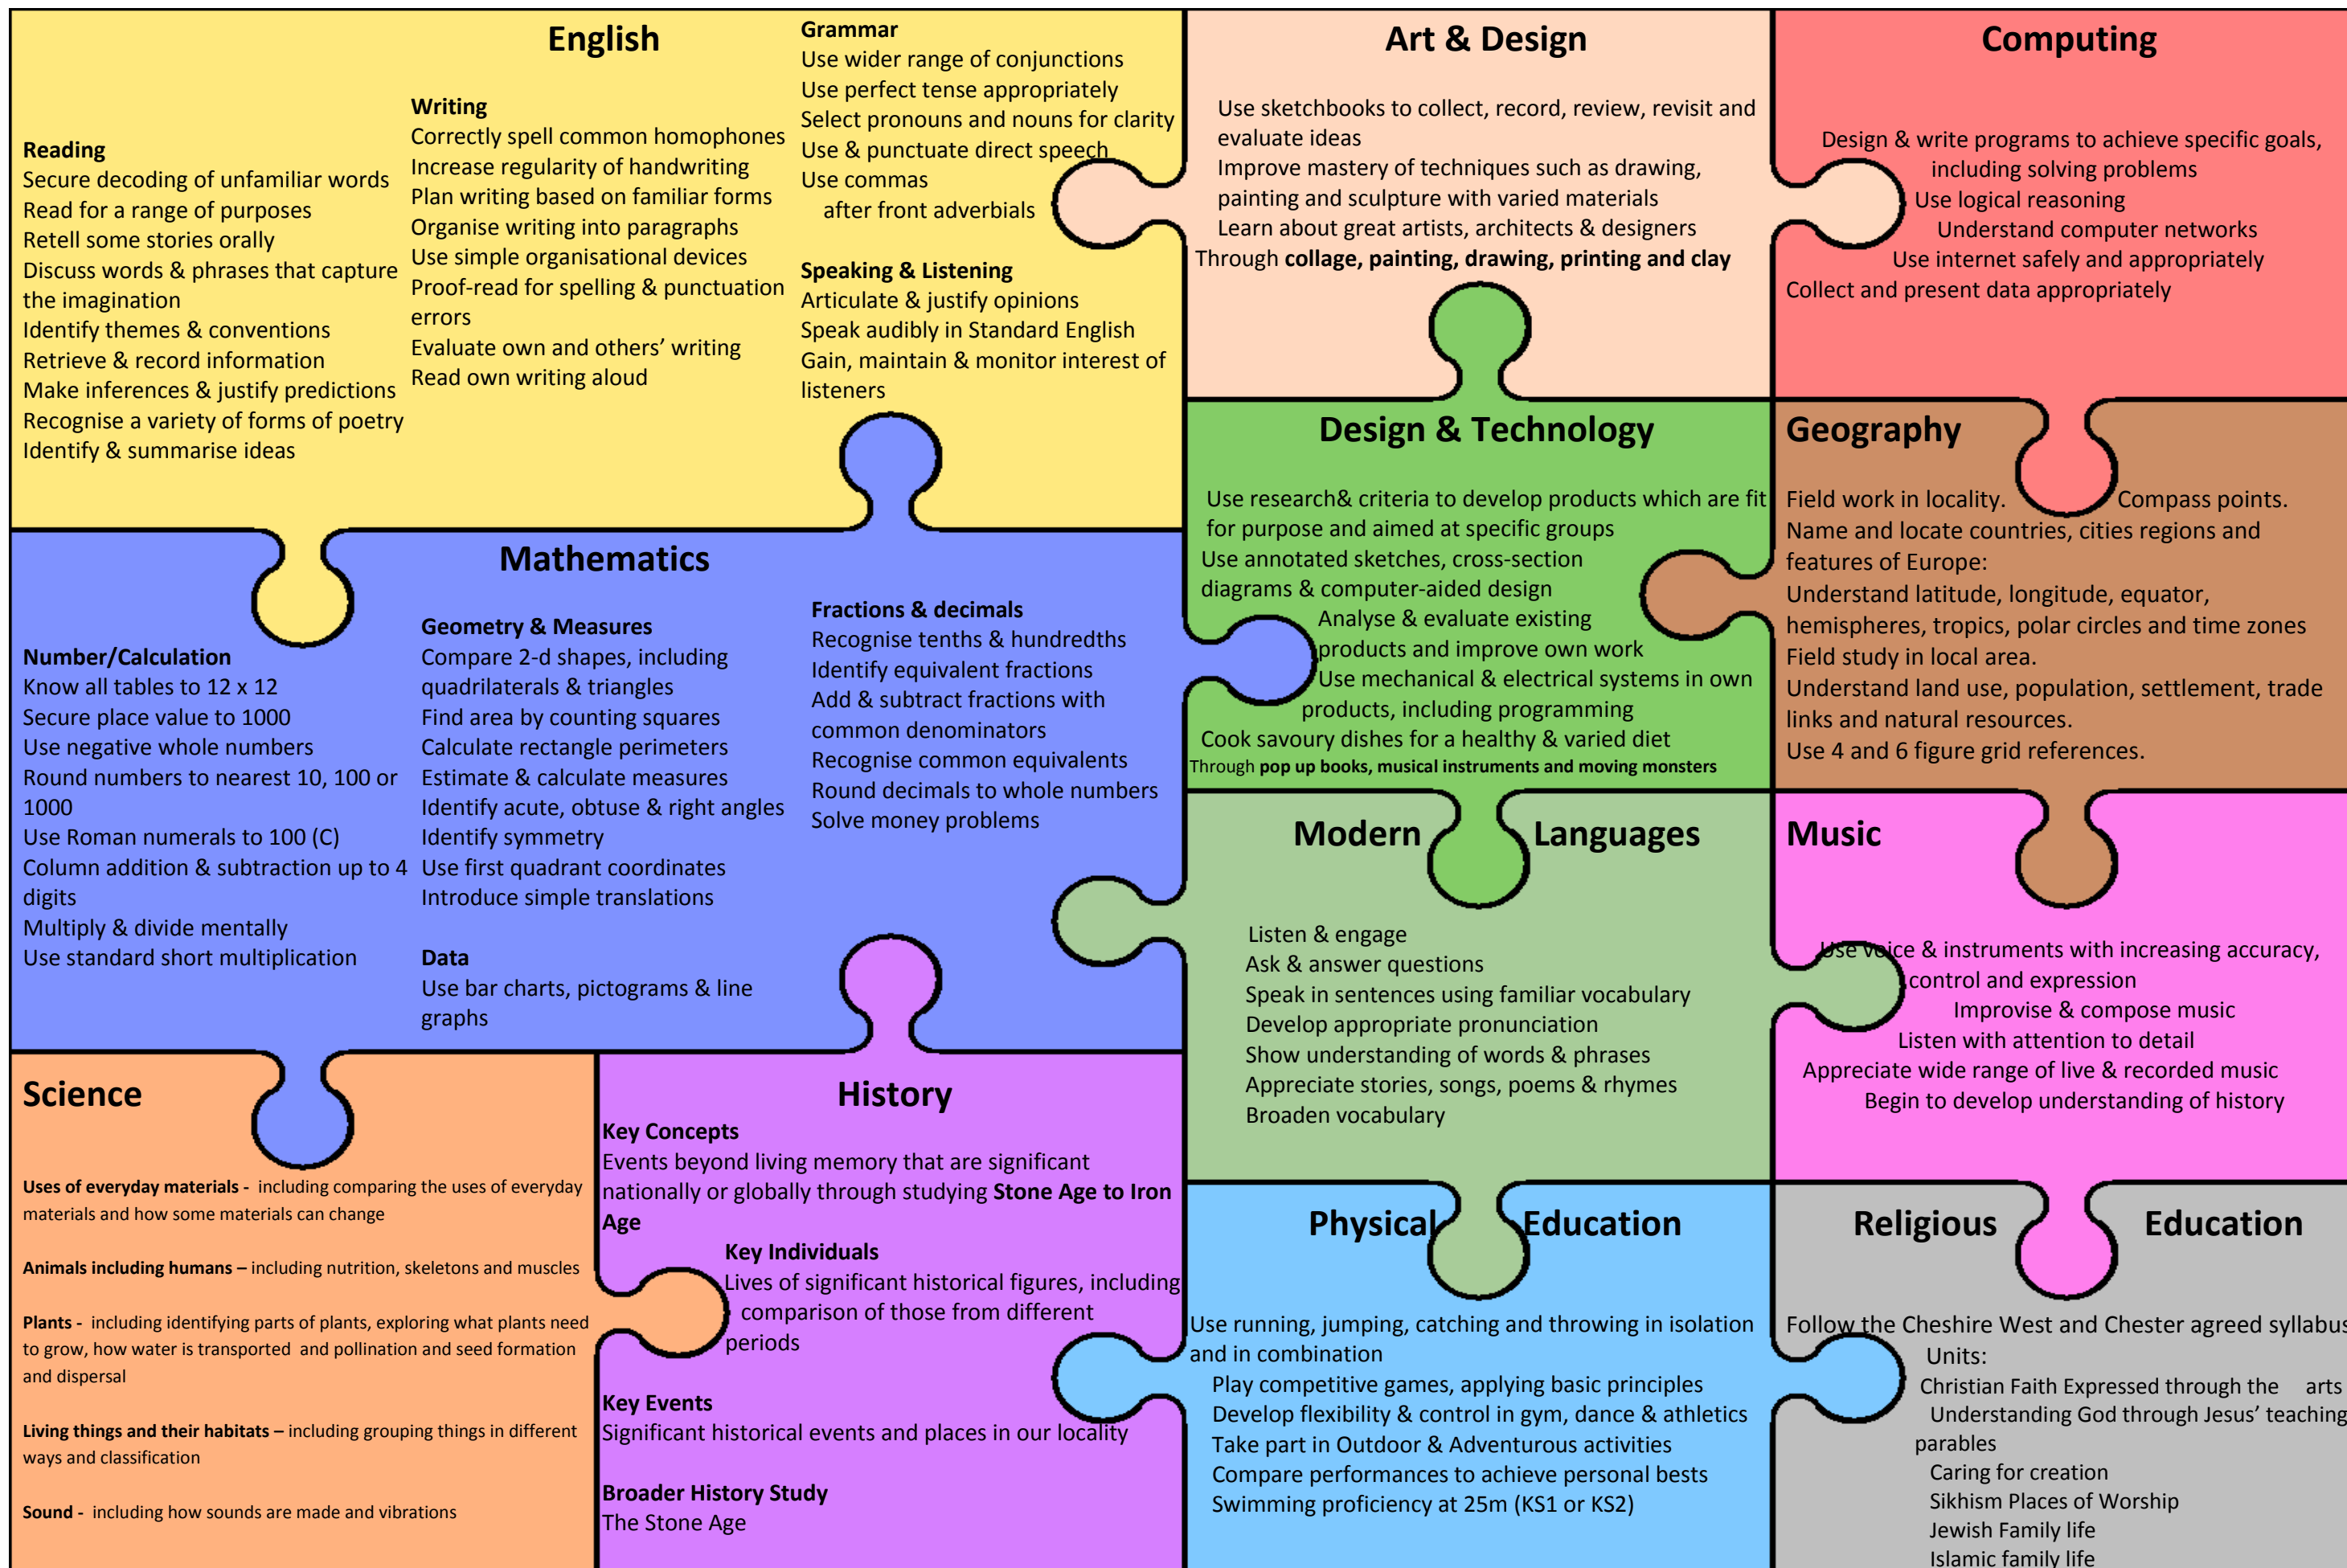 English
Reading
Secure decoding of unfamiliar words
Read for a range of purposes
Retell some stories orally
Discuss words & phrases that capture
the imagination
Identify themes & conventions
Retrieve & record information
Make inferences & justify predictions
Recognise a variety of forms of poetry
Identify & summarise ideas
Writing
Correctly spell common homophones
Increase regularity of handwriting
Plan writing based on familiar forms
Organise writing into paragraphs
Use simple organisational devices
Proof-read for spelling & punctuation
errors
Evaluate own and others’ writing
Read own writing aloud
Grammar
Use wider range of conjunctions
Use perfect tense appropriately
Select pronouns and nouns for clarity
Use & punctuate direct speech
Use commas
after front adverbials
Speaking & Listening
Articulate & justify opinions
Speak audibly in Standard English
Gain, maintain & monitor interest of
listeners
Art & Design
Use sketchbooks to collect, record, review, revisit and
evaluate ideas
Improve mastery of techniques such as drawing,
painting and sculpture with varied materials
Learn about great artists, architects & designers
Through collage, painting, drawing, printing and clay
Computing
Design & write programs to achieve specific goals,
including solving problems
Use logical reasoning
Understand computer networks
Use internet safely and appropriately
Collect and present data appropriately
Mathematics
Number/Calculation
Know all tables to 12 x 12
Secure place value to 1000
Use negative whole numbers
Round numbers to nearest 10, 100 or
1000
Use Roman numerals to 100 (C)
Column addition & subtraction up to 4
digits
Multiply & divide mentally
Use standard short multiplication
Geometry & Measures
Compare 2-d shapes, including
quadrilaterals & triangles
Find area by counting squares
Calculate rectangle perimeters
Estimate & calculate measures
Identify acute, obtuse & right angles
Identify symmetry
Use first quadrant coordinates
Introduce simple translations
Data
Use bar charts, pictograms & line
graphs
Fractions & decimals
Recognise tenths & hundredths
Identify equivalent fractions
Add & subtract fractions with
common denominators
Recognise common equivalents
Round decimals to whole numbers
Solve money problems
Design & Technology
Use research& criteria to develop products which are fit
for purpose and aimed at specific groups
Use annotated sketches, cross-section
diagrams & computer-aided design
Analyse & evaluate existing
products and improve own work
Use mechanical & electrical systems in own
products, including programming
Cook savoury dishes for a healthy & varied diet
Through pop up books, musical instruments and moving monsters
Geography
Field work in locality. Compass points.
Name and locate countries, cities regions and
features of Europe:
Understand latitude, longitude, equator,
hemispheres, tropics, polar circles and time zones
Field study in local area.
Understand land use, population, settlement, trade
links and natural resources.
Use 4 and 6 figure grid references.
Modern Languages
Listen & engage
Ask & answer questions
Speak in sentences using familiar vocabulary
Develop appropriate pronunciation
Show understanding of words & phrases
Appreciate stories, songs, poems & rhymes
Broaden vocabulary
Music
Use voice & instruments with increasing accuracy,
control and expression
Improvise & compose music
Listen with attention to detail
Appreciate wide range of live & recorded music
Begin to develop understanding of history
Science
Uses of everyday materials - including comparing the uses of everyday
materials and how some materials can change
Animals including humans – including nutrition, skeletons and muscles
Plants - including identifying parts of plants, exploring what plants need
to grow, how water is transported and pollination and seed formation
and dispersal
Living things and their habitats – including grouping things in different
ways and classification
Sound - including how sounds are made and vibrations
History
Key Concepts
Events beyond living memory that are significant
nationally or globally through studying Stone Age to Iron
Age
Key Individuals
Lives of significant historical figures, including
comparison of those from different
periods
Key Events
Significant historical events and places in our locality
Broader History Study
The Stone Age
Physical Education
Use running, jumping, catching and throwing in isolation
and in combination
Play competitive games, applying basic principles
Develop flexibility & control in gym, dance & athletics
Take part in Outdoor & Adventurous activities
Compare performances to achieve personal bests
Swimming proficiency at 25m (KS1 or KS2)
Religious Education
Follow the Cheshire West and Chester agreed syllabus
Units:
Christian Faith Expressed through the arts
Understanding God through Jesus’ teaching
parables
Caring for creation
Sikhism Places of Worship
Jewish Family life
Islamic family life